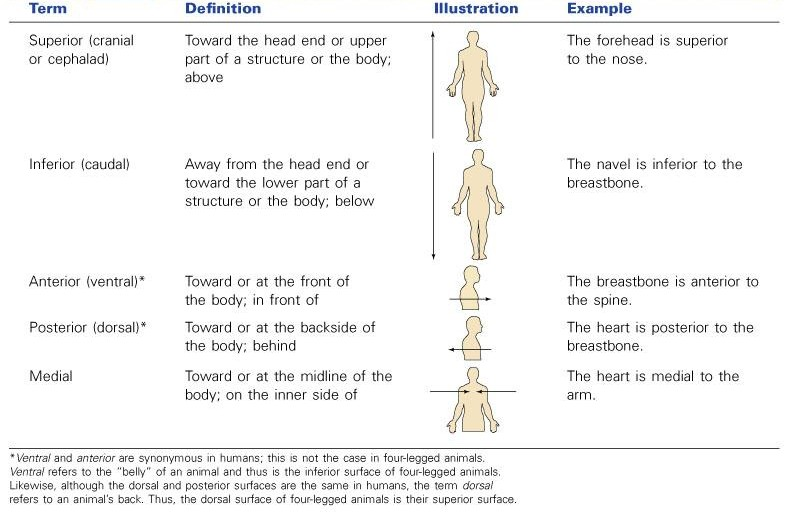 Term Definition Illustration Example
Superior (cranial or cephalad)
Toward the head end or upper part of a structure or the body; above
The forehead is superior to the nose.
Inferior (caudal)
Away from the head end or toward the lower part of a structure or the body; below
The navel is inferior to the breastbone.
Anterior (ventral)*
Toward or at the front of the body; in front of
The breastbone is anterior to the spine.
Posterior (dorsal)*
Toward or at the backside of the body; behind
The heart is posterior to the breastbone.
Medial
Toward or at the midline of the body; on the inner side of
The heart is medial to the arm.
*Ventral and anterior are synonymous in humans; this is not the case in four-legged animals.
Ventral refers to the "belly" of an animal and thus is the inferior surface of four-legged animals.
Likewise, although the dorsal and posterior surfaces are the same in humans, the term dorsal
refers to an animal's back. Thus, the dorsal surface of four-legged animals is their superior surface.